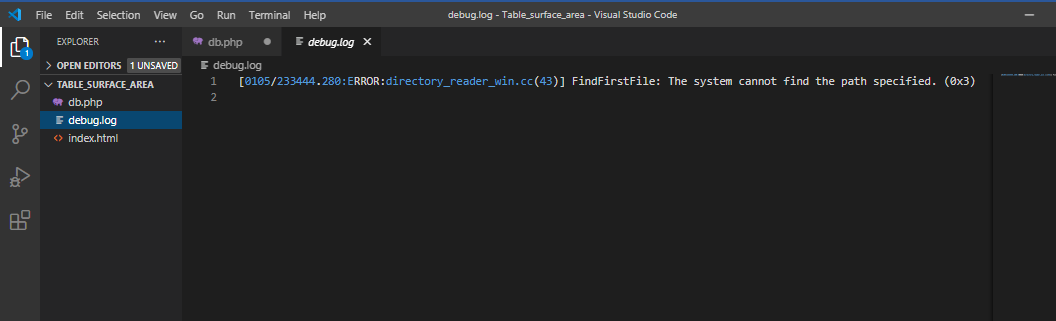 File Edit Selection View Go Run Terminal Help debug.log - Table_surface_area - Visual Studio Code
EXPLORER ... db.php debug.log
OPEN EDITORS 1 UNSAVED
debug.log
TABLE_SURFACE_AREA
1 [0105/233444.280:ERROR:directory_reader_win.cc(43)] FindFirstFile: The system cannot find the path specified. (0x3)
2
db.php
debug.log
index.html
1